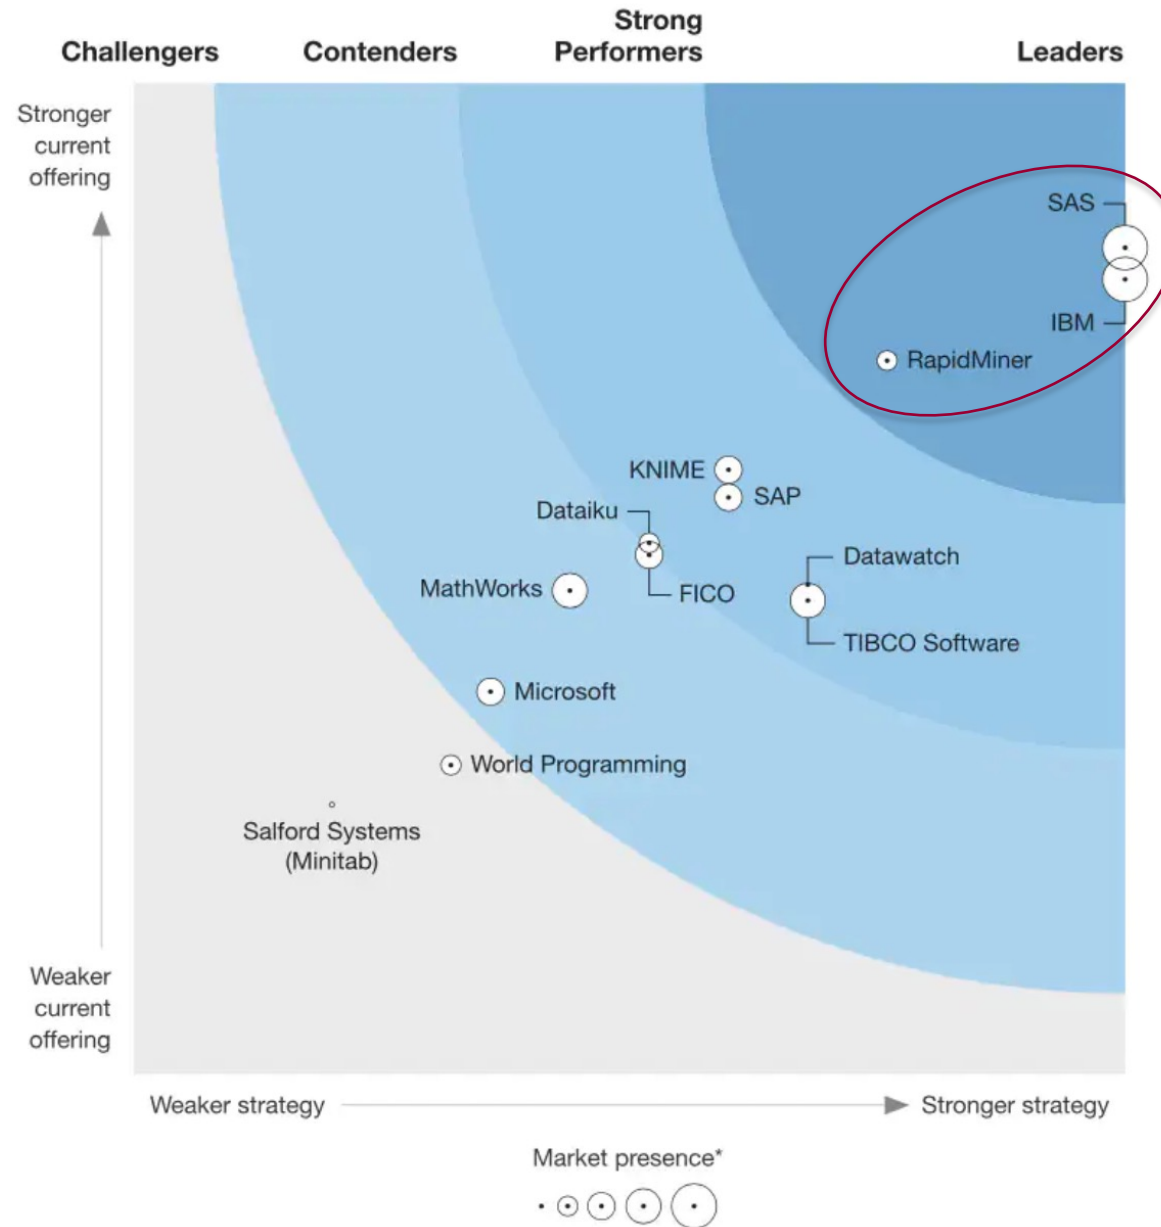 Challengers
Contenders
Strong
Performers
Leaders
Stronger
current
offering
SAS
IBM
RapidMiner
KNIME
SAP
Dataiku
Datawatch
MathWorks
FICO
TIBCO Software
Microsoft
World Programming
Salford Systems
(Minitab)
Weaker
current
offering
Weaker strategy
Stronger strategy
Market presence*